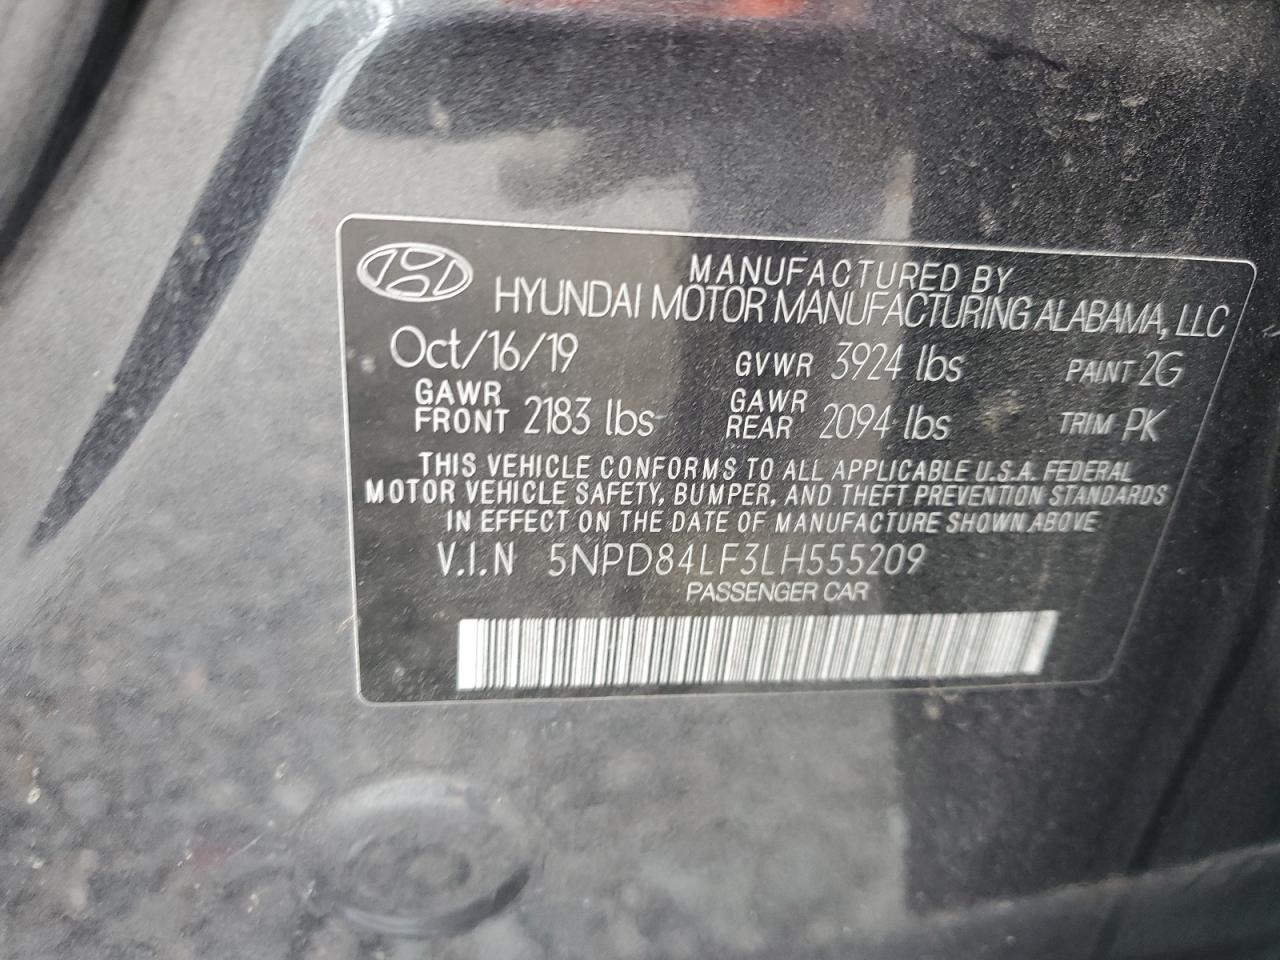 MANUFACTURED BY
HYUNDAI MOTOR MANUFACTURING ALABAMA, LLC
Oct/16/19 GVWR 3924 lbs PAINT 2G
GAWR FRONT 2183 lbs GAWR REAR 2094 lbs TRIM PK
THIS VEHICLE CONFORMS TO ALL APPLICABLE U.S.A. FEDERAL
MOTOR VEHICLE SAFETY, BUMPER, AND THEFT PREVENTION STANDARDS
IN EFFECT ON THE DATE OF MANUFACTURE SHOWN ABOVE
V.I.N 5NPD84LF3LH555209
PASSENGER CAR